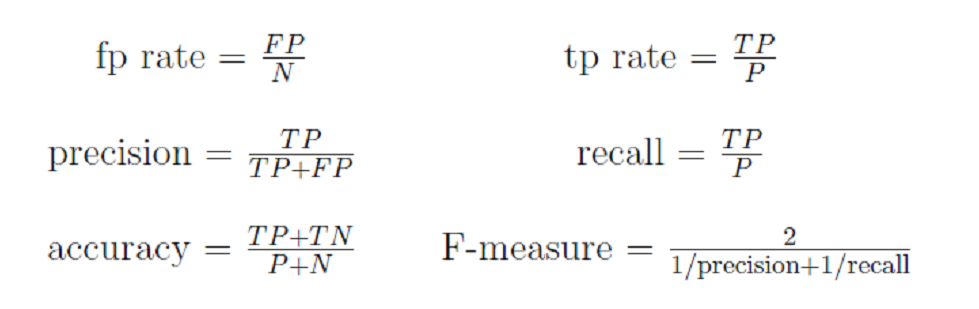 fp rate = FP/N    tp rate = TP/P
precision = TP/(TP+FP)    recall = TP/P
accuracy = (TP+TN)/(P+N)    F-measure = 2/(1/precision+1/recall)